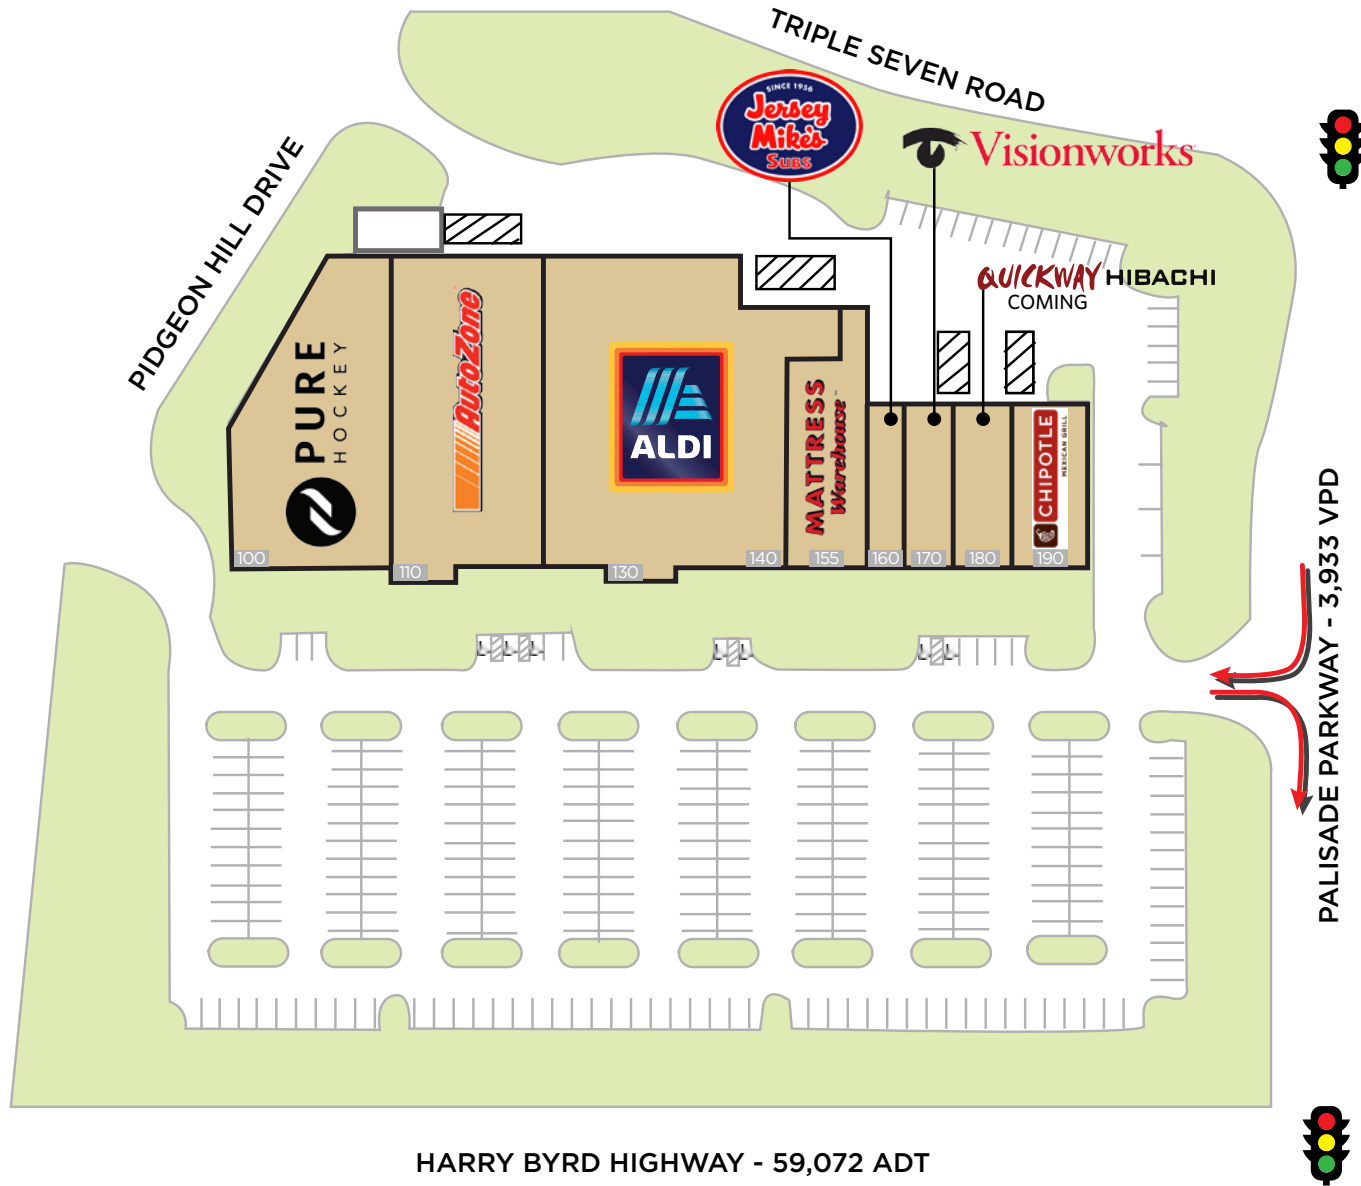 TRIPLE SEVEN ROAD
SINCE 1956
Jersey
Mike's
SUBS
Visionworks
PIDGEON HILL DRIVE
QUICKWAY HIBACHI
COMING
PURE
HOCKEY
AutoZone
ALDI
MATTRESS
Warehouse
CHIPOTLE
MEXICAN GRILL
100
110
130
140
155
160
170
180
190
PALISADE PARKWAY - 3,933 VPD
HARRY BYRD HIGHWAY - 59,072 ADT